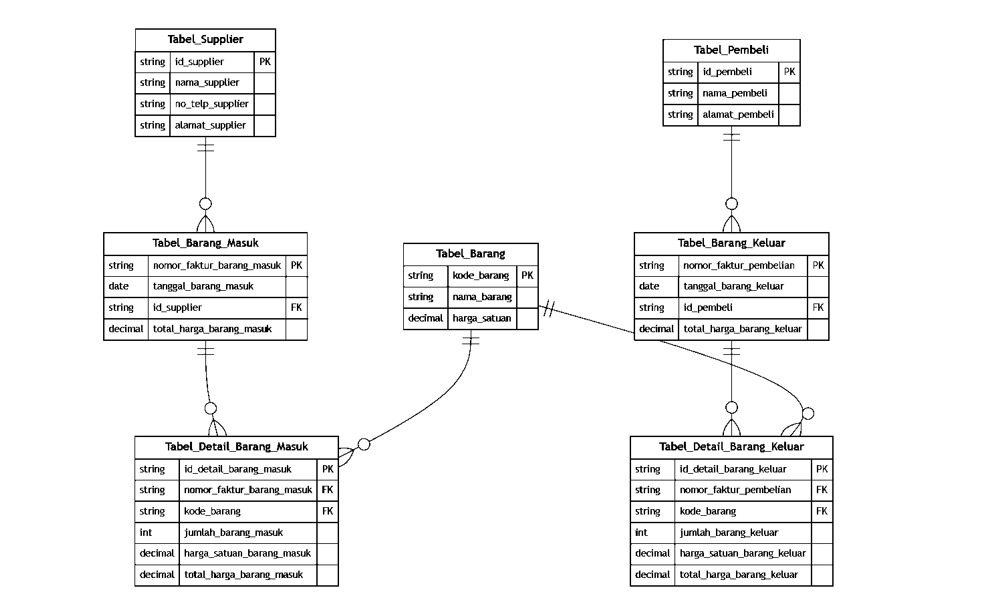 Tabel_Supplier
string id_supplier PK
string nama_supplier
string no_telp_supplier
string alamat_supplier
Tabel_Pembeli
string id_pembeli PK
string nama_pembeli
string alamat_pembeli
Tabel_Barang_Masuk
string nomor_faktur_barang_masuk PK
date tanggal_barang_masuk
string id_supplier FK
decimal total_harga_barang_masuk
Tabel_Barang
string kode_barang PK
string nama_barang
decimal harga_satuan
Tabel_Barang_Keluar
string nomor_faktur_pembelian PK
date tanggal_barang_keluar
string id_pembeli FK
decimal total_harga_barang_keluar
Tabel_Detail_Barang_Masuk
string id_detail_barang_masuk PK
string nomor_faktur_barang_masuk FK
string kode_barang FK
int jumlah_barang_masuk
decimal harga_satuan_barang_masuk
decimal total_harga_barang_masuk
Tabel_Detail_Barang_Keluar
string id_detail_barang_keluar PK
string nomor_faktur_pembelian FK
string kode_barang FK
int jumlah_barang_keluar
decimal harga_satuan_barang_keluar
decimal total_harga_barang_keluar